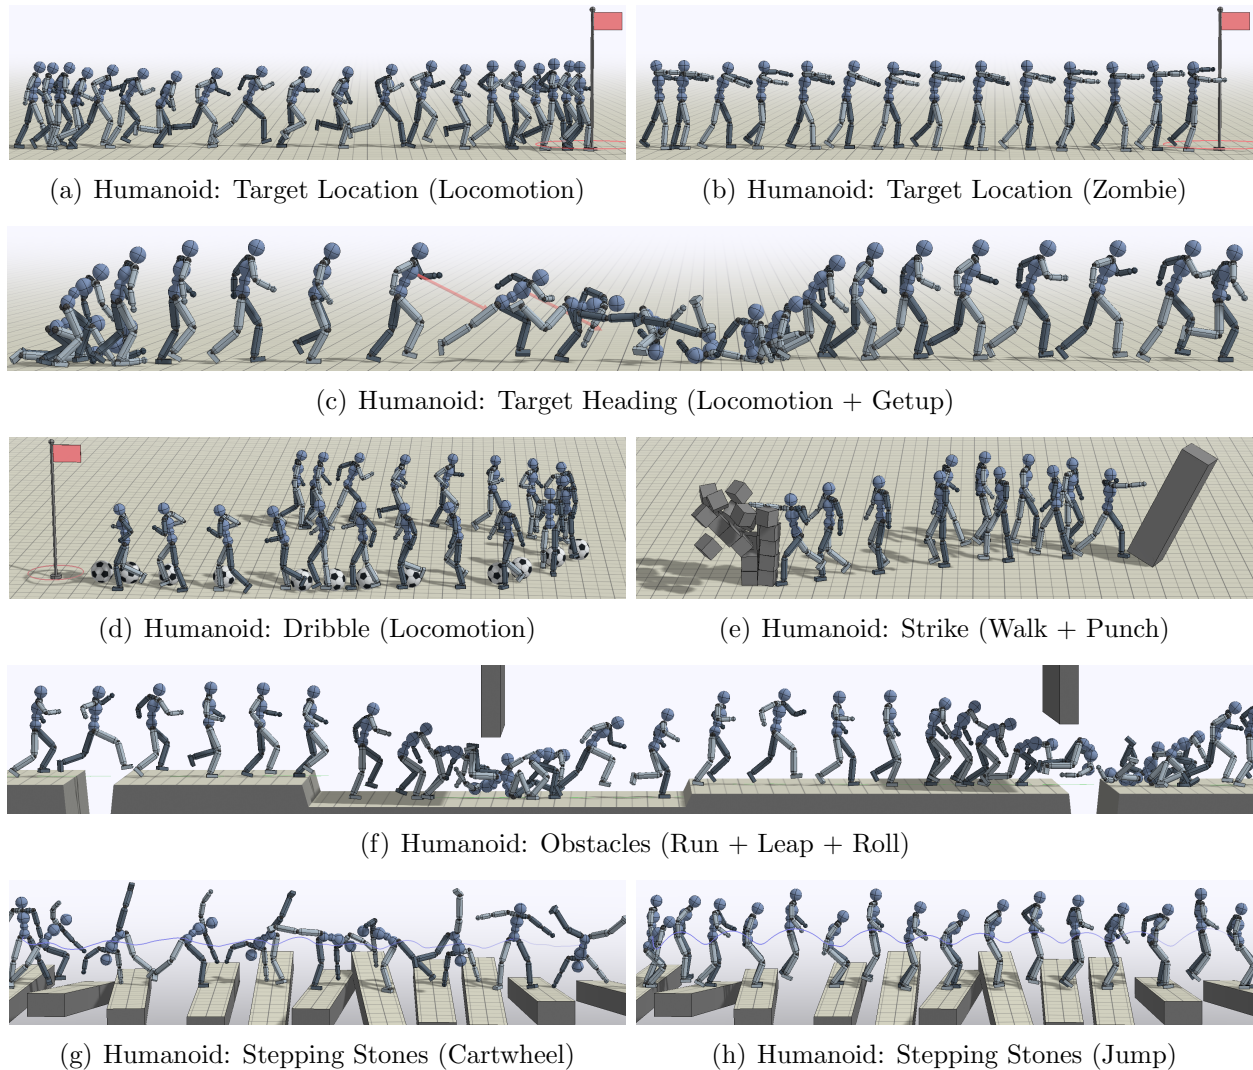 (a) Humanoid: Target Location (Locomotion)
(b) Humanoid: Target Location (Zombie)
(c) Humanoid: Target Heading (Locomotion + Getup)
(d) Humanoid: Dribble (Locomotion)
(e) Humanoid: Strike (Walk + Punch)
(f) Humanoid: Obstacles (Run + Leap + Roll)
(g) Humanoid: Stepping Stones (Cartwheel)
(h) Humanoid: Stepping Stones (Jump)